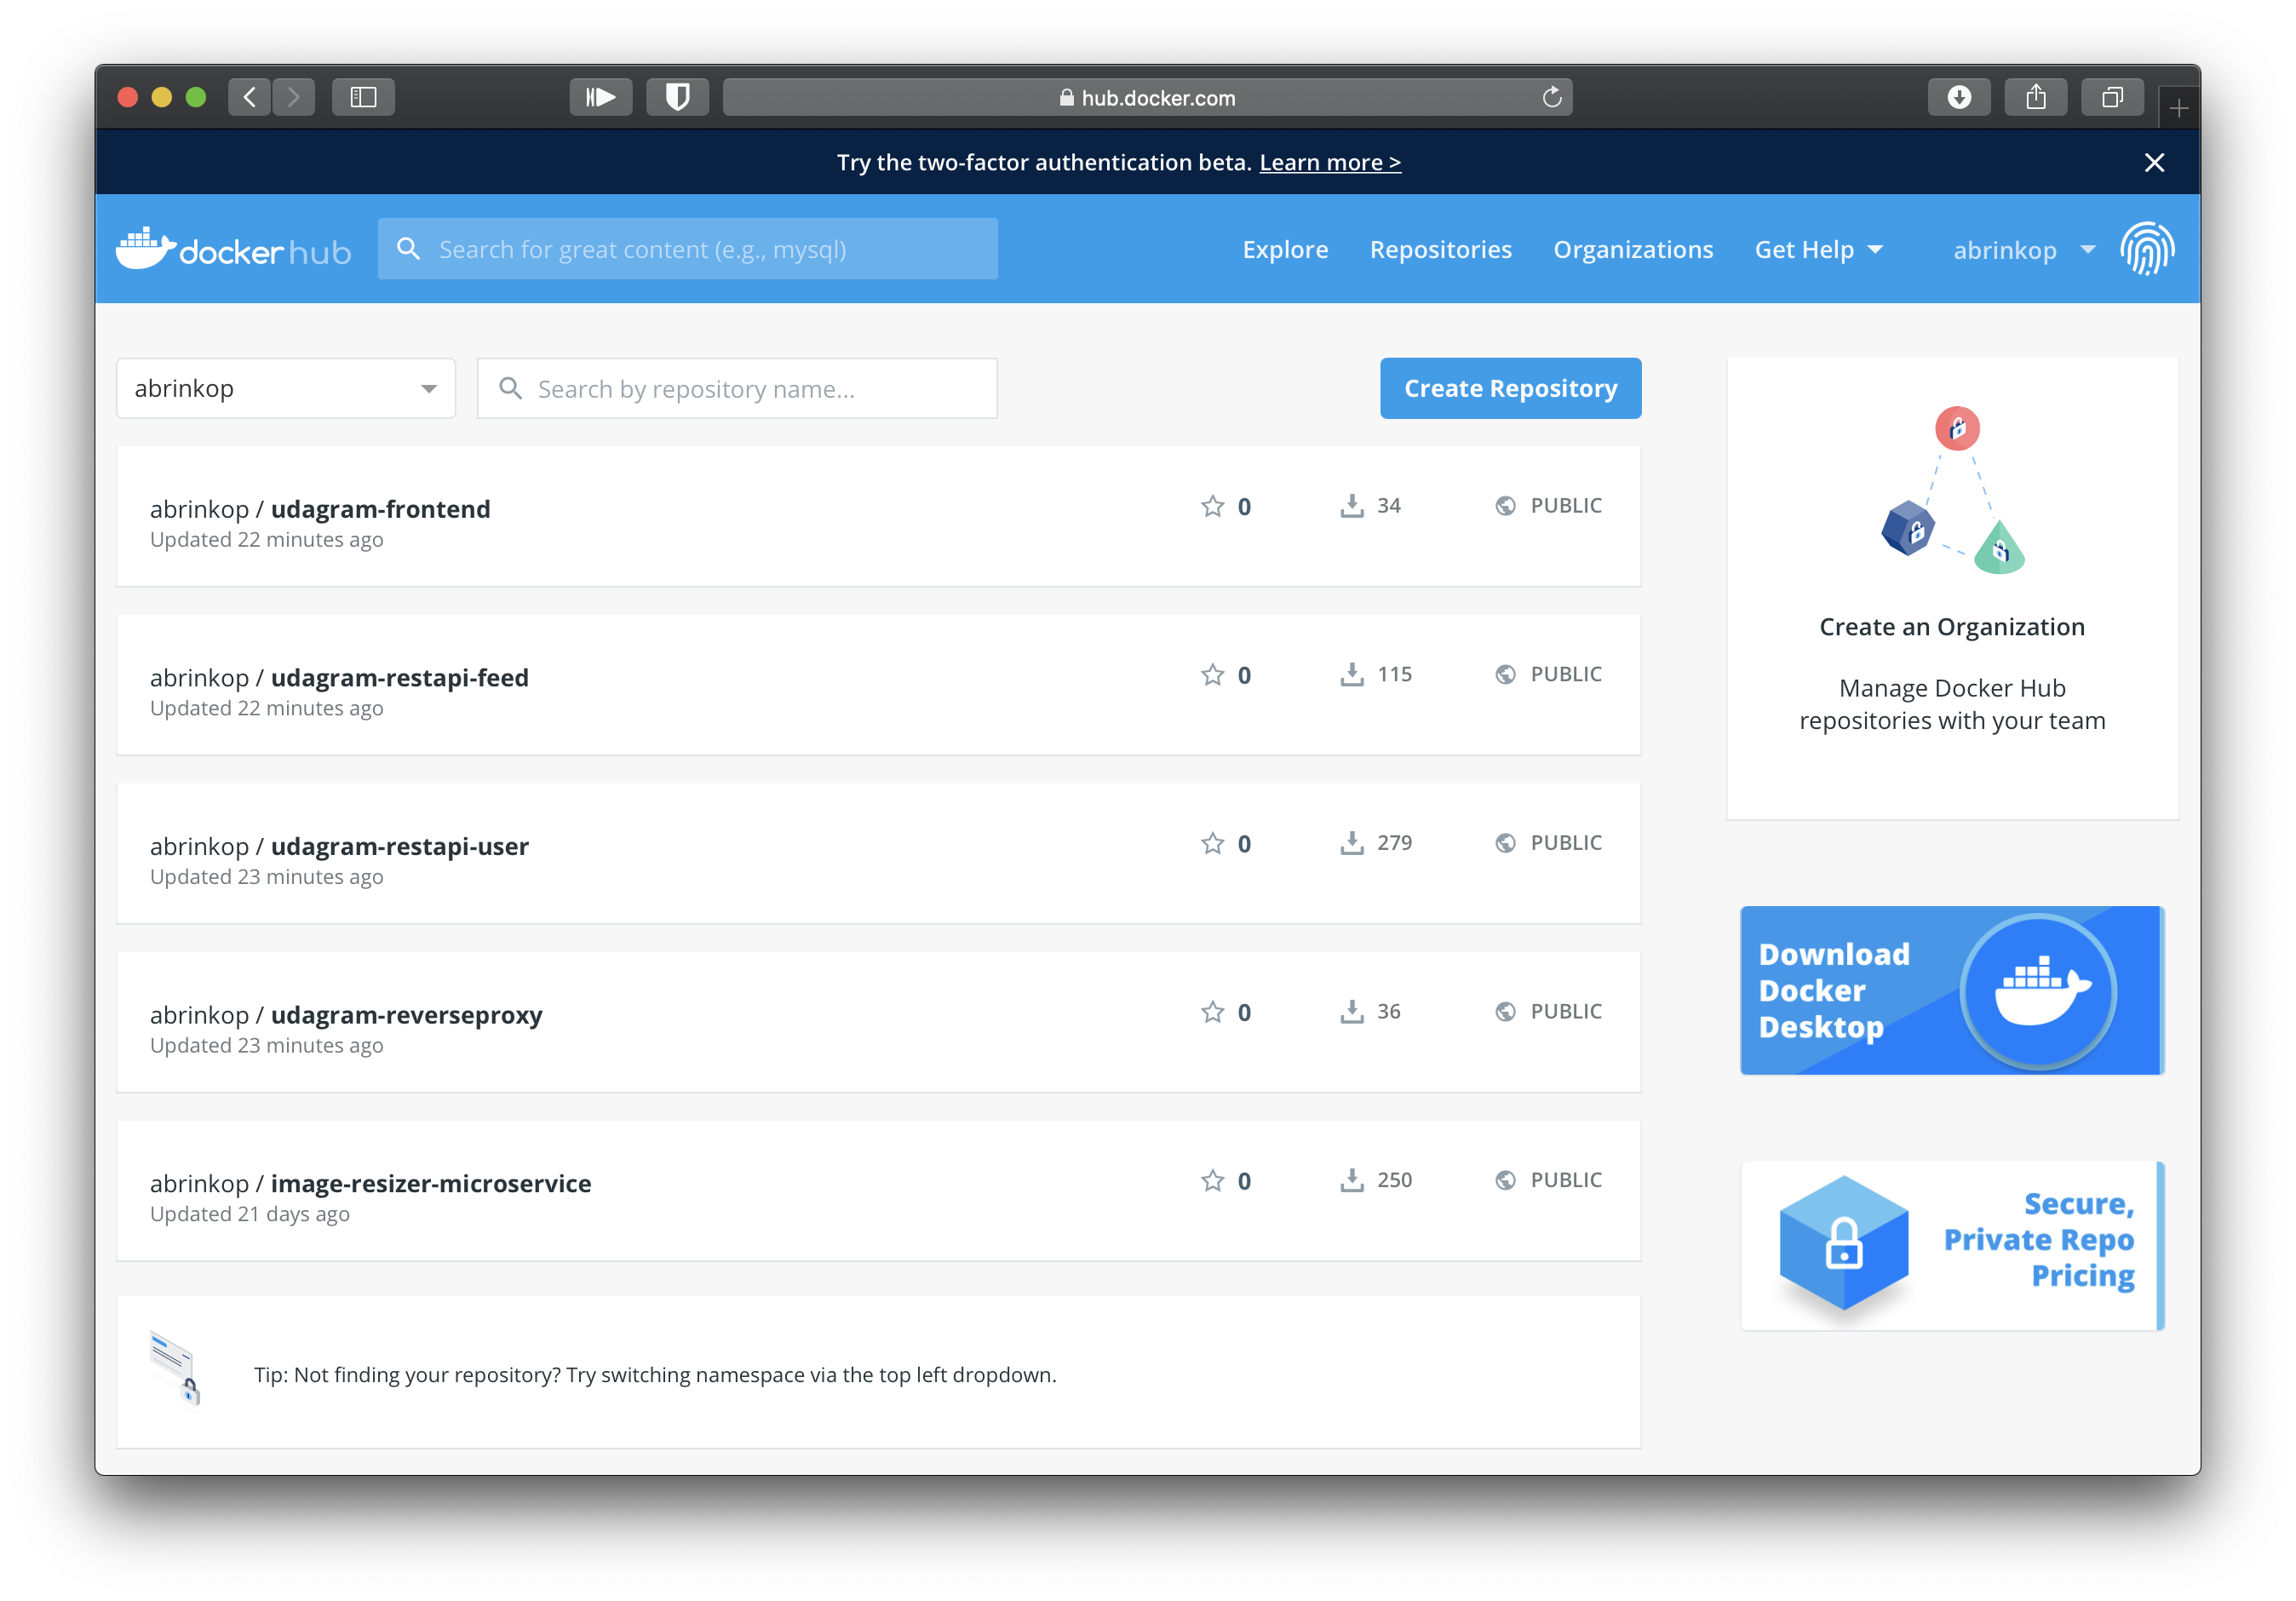 hub.docker.com
Try the two-factor authentication beta. Learn more >
docker hub
Search for great content (e.g., mysql)
Explore
Repositories
Organizations
Get Help
abrinkop
abrinkop
Search by repository name...
Create Repository
abrinkop / udagram-frontend
Updated 22 minutes ago
0
34
PUBLIC
abrinkop / udagram-restapi-feed
Updated 22 minutes ago
0
115
PUBLIC
abrinkop / udagram-restapi-user
Updated 23 minutes ago
0
279
PUBLIC
abrinkop / udagram-reverseproxy
Updated 23 minutes ago
0
36
PUBLIC
abrinkop / image-resizer-microservice
Updated 21 days ago
0
250
PUBLIC
Tip: Not finding your repository? Try switching namespace via the top left dropdown.
Create an Organization
Manage Docker Hub
repositories with your team
Download
Docker
Desktop
Secure,
Private Repo
Pricing